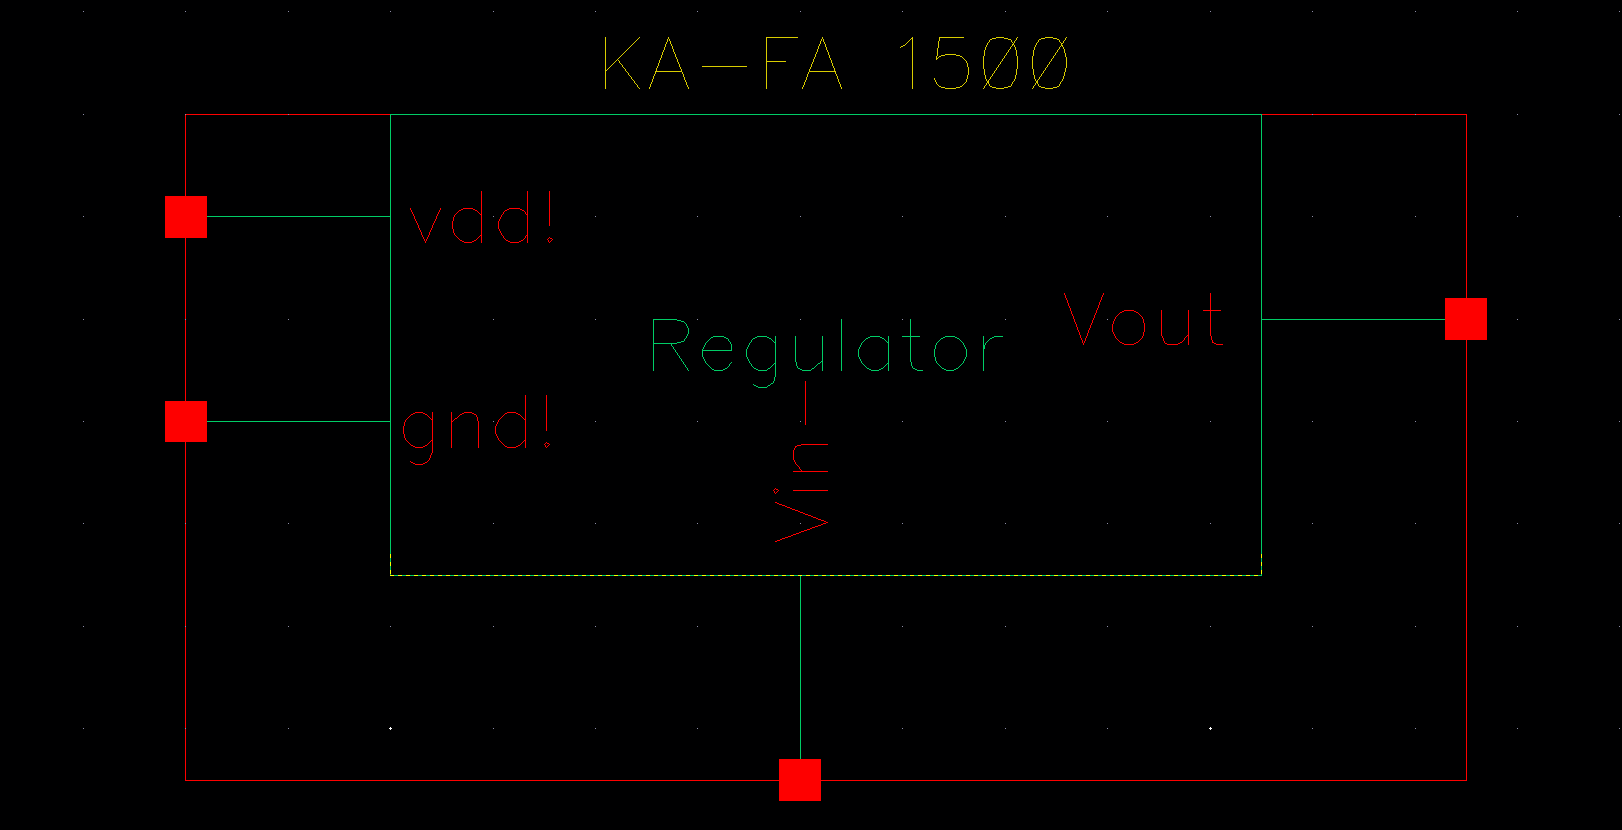 KA-FA 1500
vdd!
Vout
Regulator
gnd!
Vin-